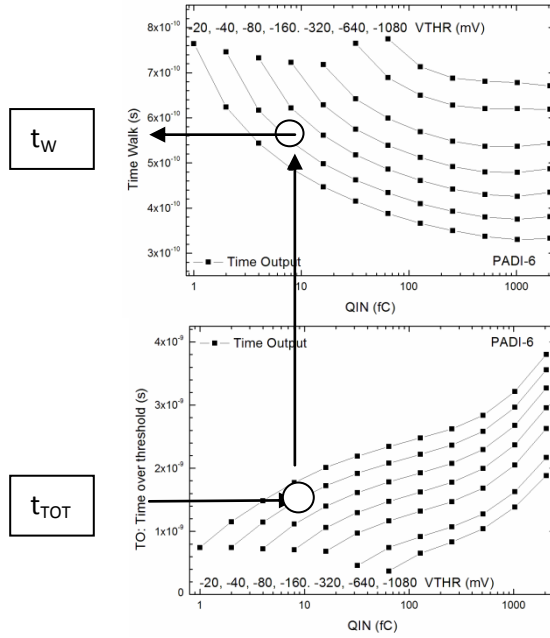 8x10⁻¹⁰
-20, -40, -80, -160. -320, -640, -1080 VTHR (mV)
7x10⁻¹⁰
6x10⁻¹⁰
5x10⁻¹⁰
4x10⁻¹⁰
3x10⁻¹⁰
Time Walk (s)
tW
Time Output
PADI-6
1 10 100 1000
QIN (fC)
4x10⁻⁹
3x10⁻⁹
2x10⁻⁹
1x10⁻⁹
0
TO: Time over threshold (s)
tTOT
Time Output
PADI-6
-20, -40, -80, -160. -320, -640, -1080 VTHR (mV)
1 10 100 1000
QIN (fC)